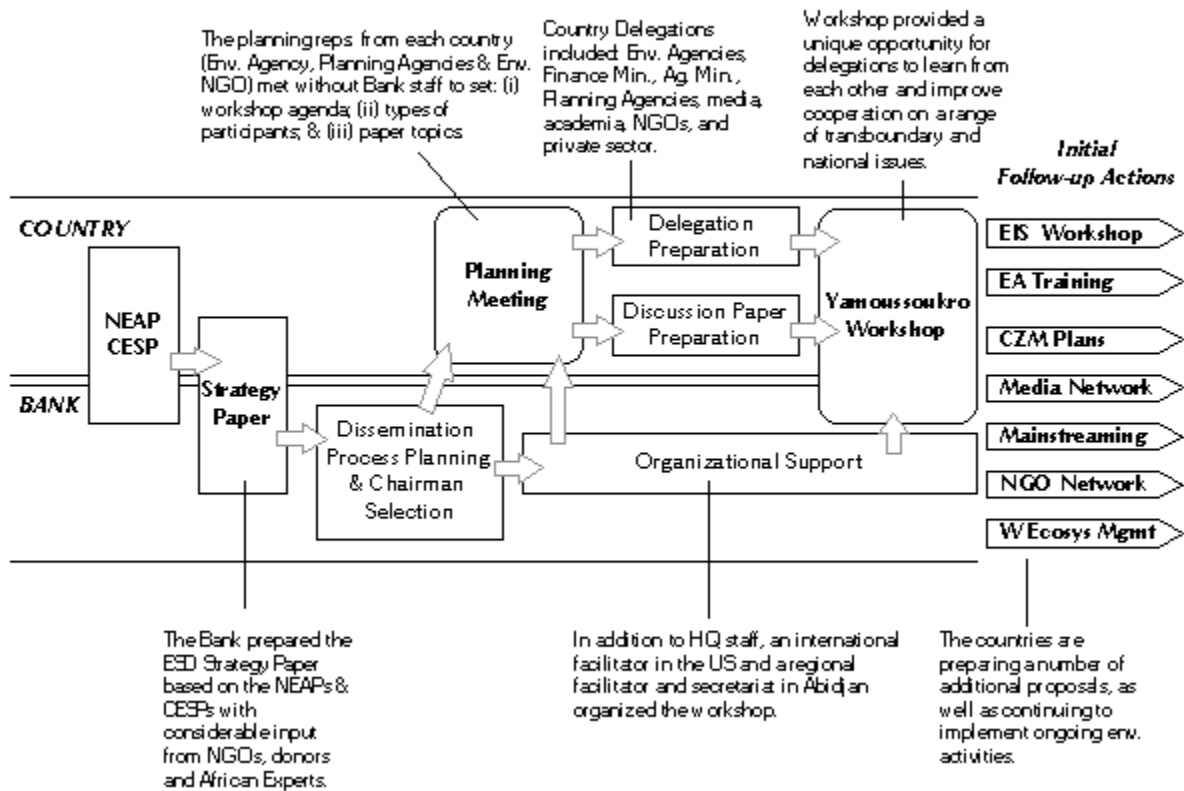 The planning reps. from each country
(Env. Agency, Planning Agencies & Env.
NGO) met without Bank staff to set: (i)
workshop agenda; (ii) types of
participants; & (iii) paper topics
Country Delegations
included: Env. Agencies,
Finance Min., Ag. Min.,
Planning Agencies, media,
academia, NGOs, and
private sector.
Workshop provided a
unique opportunity for
delegations to learn from
each other and improve
cooperation on a range
of transboundary and
national issues.
Initial
Follow-up Actions
COUNTRY
BANK
NEAP
CESP
Strategy
Paper
Dissemination
Process Planning
& Chairman
Selection
Planning
Meeting
Delegation
Preparation
Discussion Paper
Preparation
Organizational Support
Yamoussoukro
Workshop
EIS Workshop
EA Training
CZM Plans
Media Network
Mainstreaming
NGO Network
W Ecosys Mgmt
The Bank prepared the
ESD Strategy Paper
based on the NEAPs &
CESPs with
considerable input
from NGOs, donors
and African Experts.
In addition to HQ staff, an international
facilitator in the US and a regional
facilitator and secretariat in Abidjan
organized the workshop.
The countries are
preparing a number of
additional proposals, as
well as continuing to
implement ongoing env.
activities.